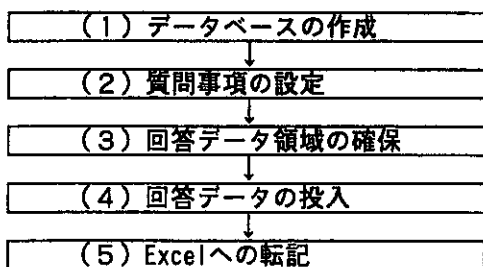 (1)データベースの作成
(2)質問事項の設定
(3)回答データ領域の確保
(4)回答データの投入
(5)Excelへの転記